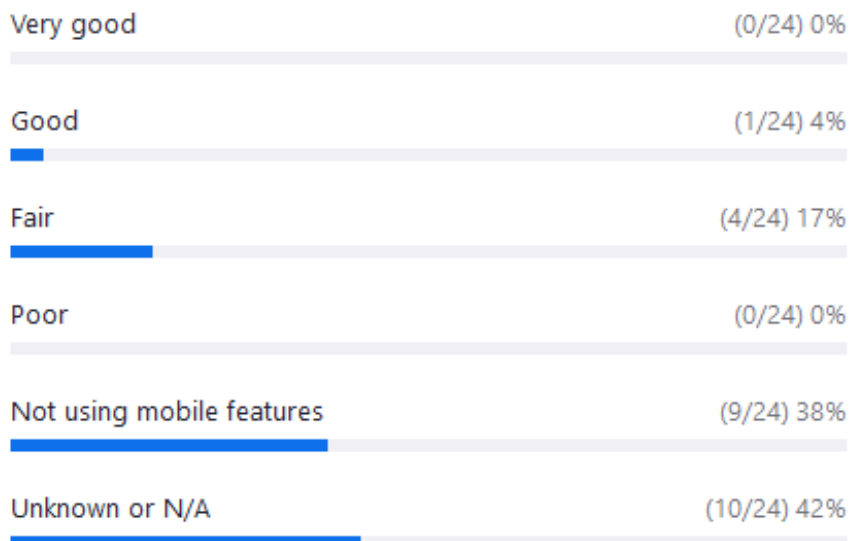 Very good (0/24) 0%
Good (1/24) 4%
Fair (4/24) 17%
Poor (0/24) 0%
Not using mobile features (9/24) 38%
Unknown or N/A (10/24) 42%